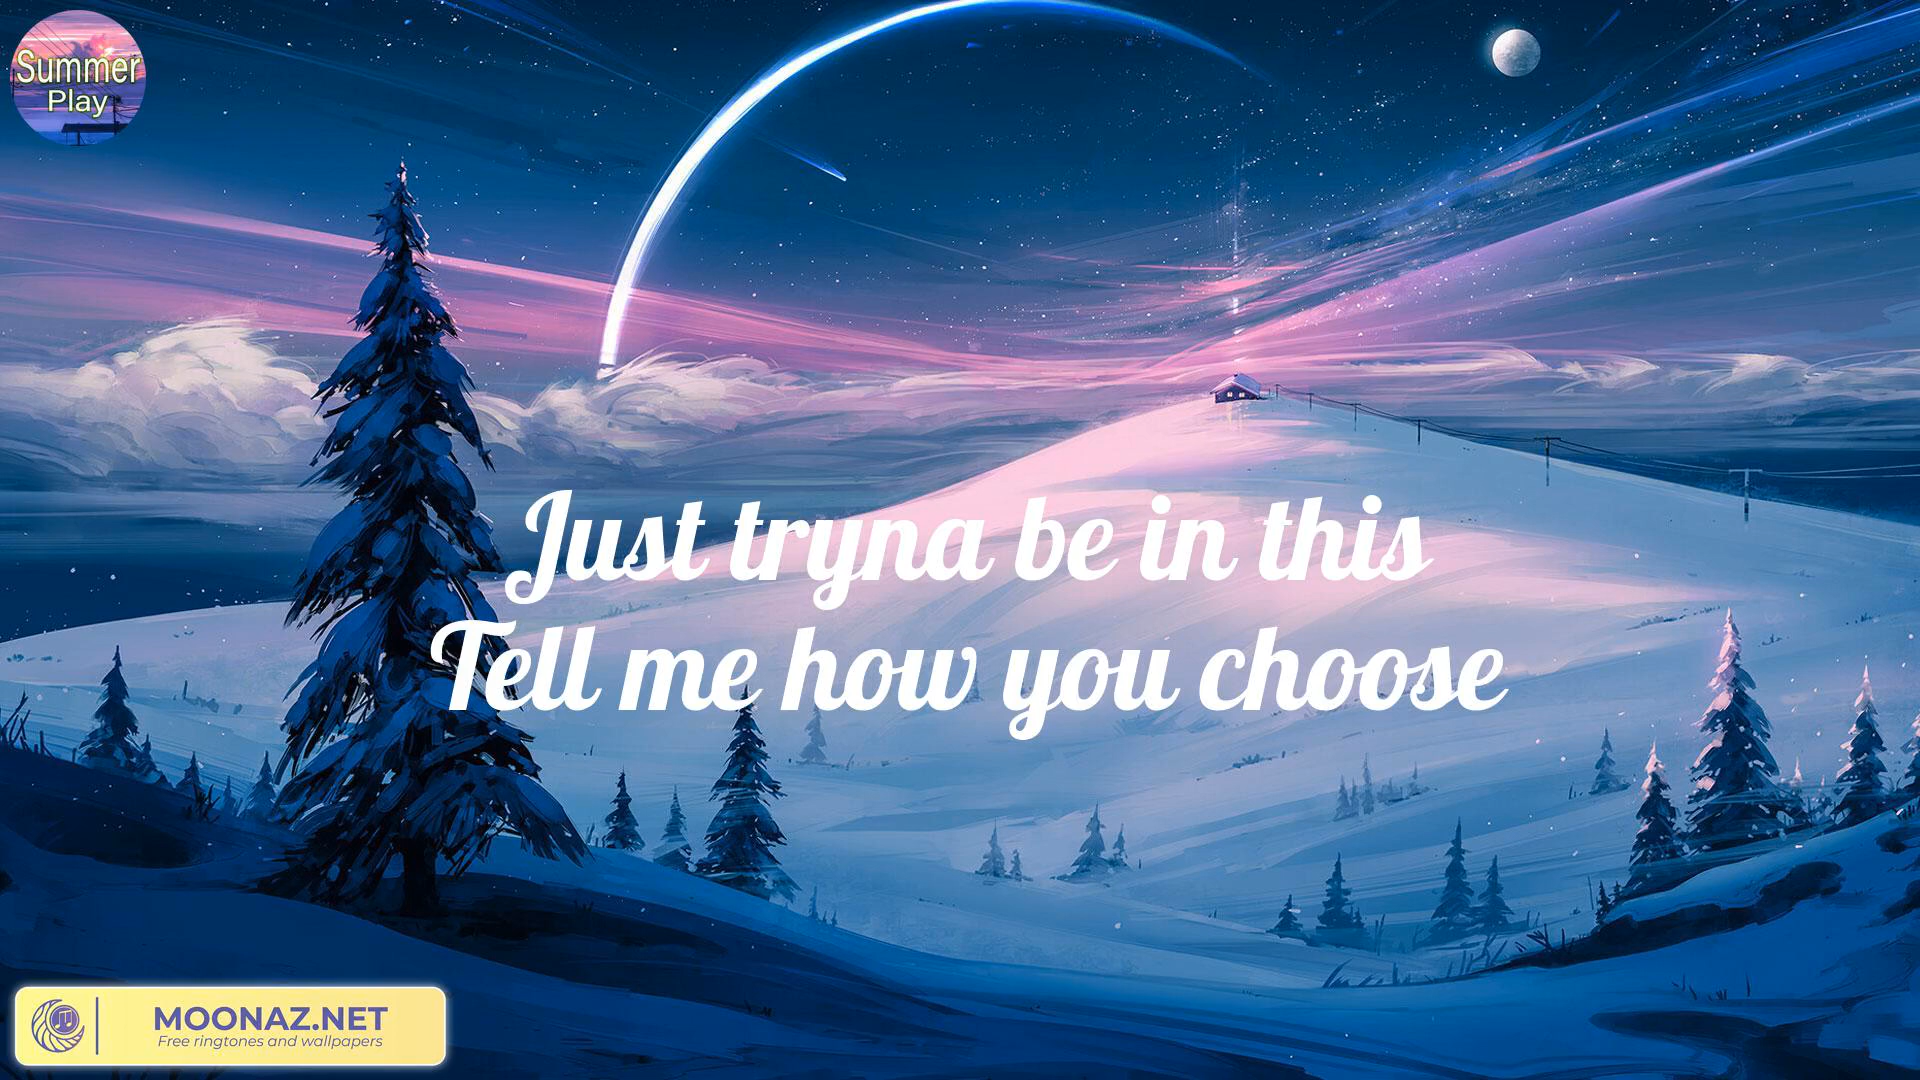 Summer
Play
Just tryna be in this
Tell me how you choose
MOONAZ.NET
Free ringtones and wallpapers